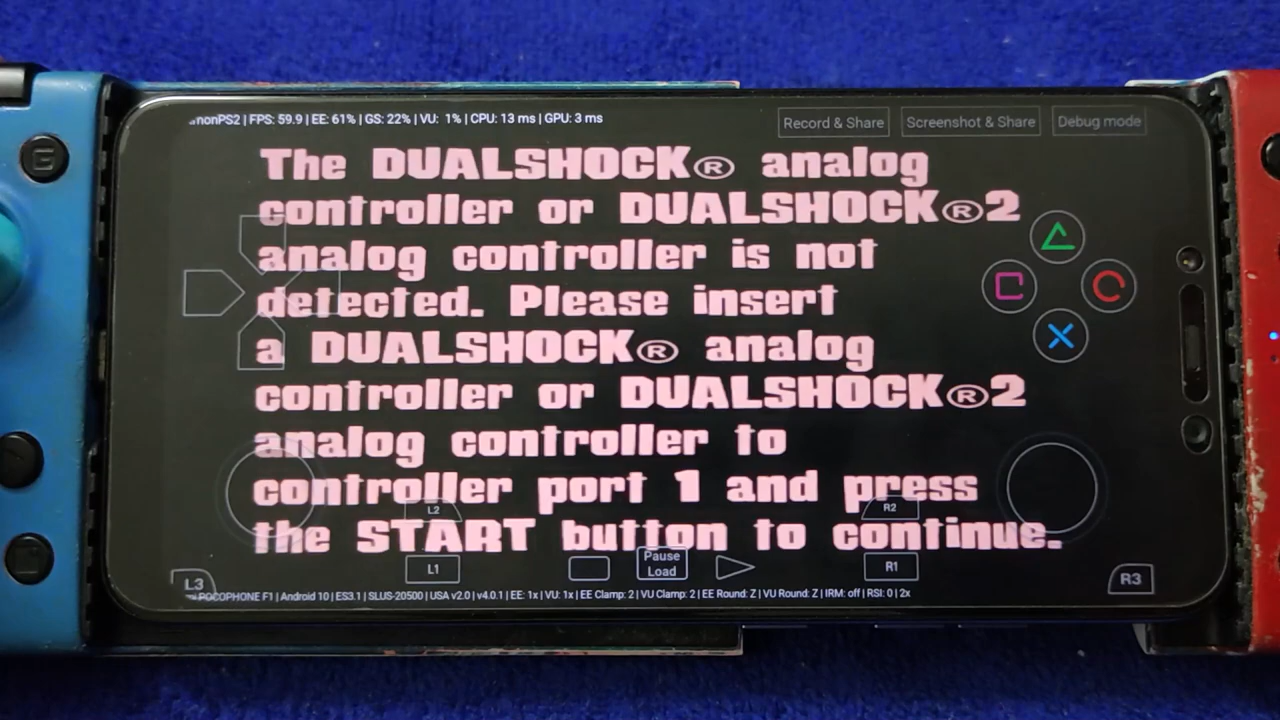 monPS2 | FPS: 59.9 | EE: 61% | GS: 22% | VU: 1% | CPU: 13 ms | GPU: 3 ms
Record & Share
Screenshot & Share
Debug mode
The DUALSHOCK® analog
controller or DUALSHOCK®2
analog controller is not
detected. Please insert
a DUALSHOCK® analog
controller or DUALSHOCK®2
analog controller to
controller port 1 and press
the START button to continue.
L2
R2
L1
Pause
Load
R1
L3
R3
POCOPHONE F1 | Android 10 | ES3.1 | SLUS-20500 | USA v2.0 | v4.0.1 | EE: 1x | VU: 1x | EE Clamp: 2 | VU Clamp: 2 | EE Round: Z | VU Round: Z | IRM: off | RSI: 0 | 2x